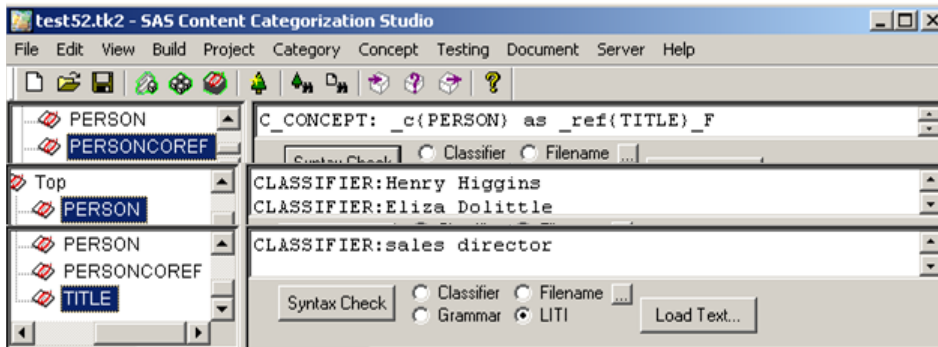 test52.tk2 - SAS Content Categorization Studio
File Edit View Build Project Category Concept Testing Document Server Help
PERSON
PERSONCOREF
C_CONCEPT: _c{PERSON} as _ref{TITLE}_F
Syntax Check Classifier Filename ...
Top
PERSON
CLASSIFIER:Henry Higgins
CLASSIFIER:Eliza Dolittle
PERSON
PERSONCOREF
TITLE
CLASSIFIER:sales director
Syntax Check Classifier Filename ...
Grammar LITI Load Text...